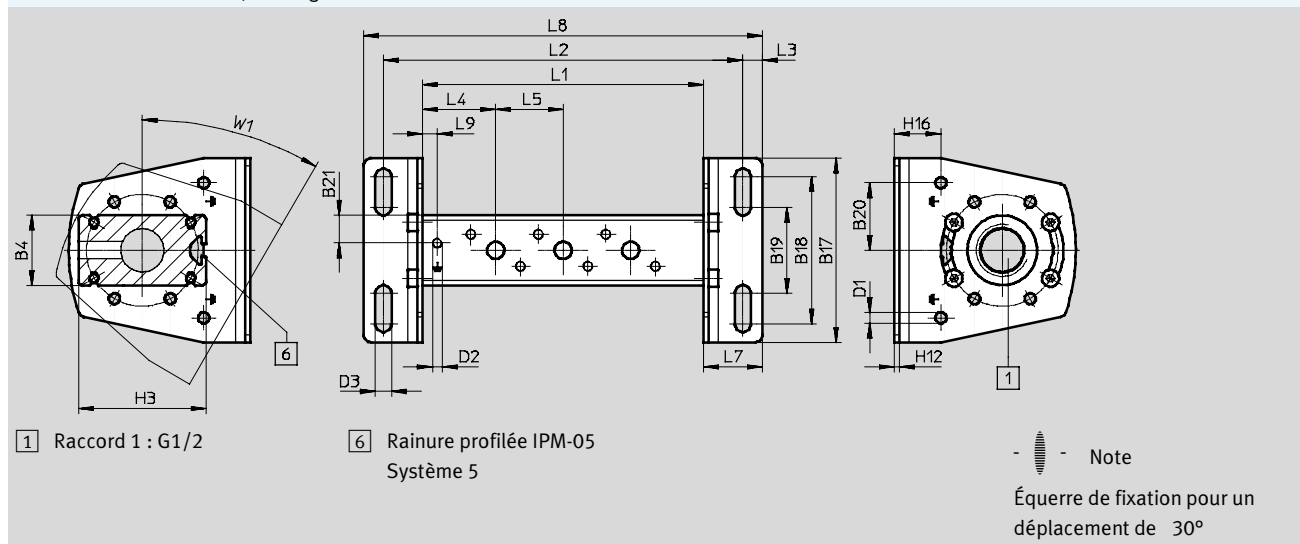 L8
L2
L3
L1
L4
L5
L9
W1
H16
B21
B4
B19
B18
B17
B20
D1
6
D2
D3
L7
H12
H3
1
1 Raccord 1 : G1/2
6 Rainure profilée IPM-05
Système 5
Note
Équerre de fixation pour un
déplacement de 30°